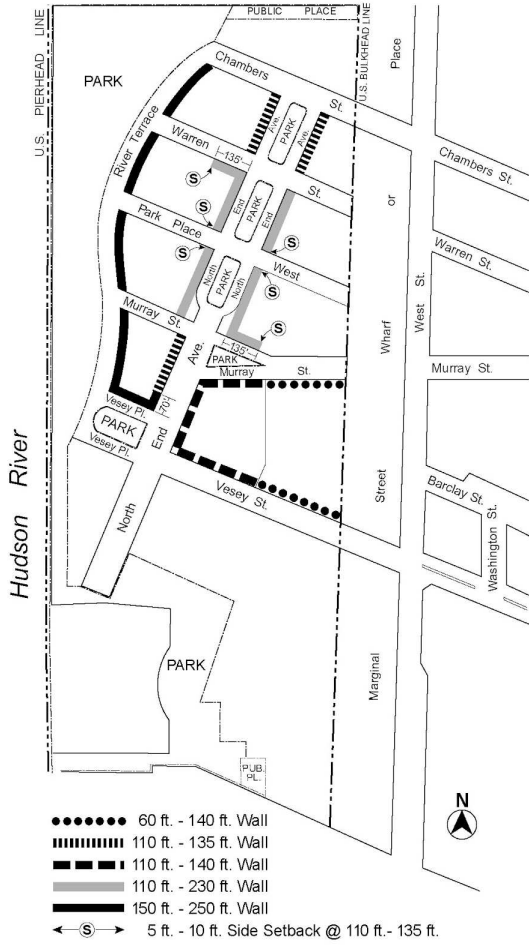 PUBLIC PLACE
U.S. PIERHEAD LINE
U.S. BULKHEAD LINE
Place
PARK
Chambers St.
Chambers St.
River Terrace
Warren St.
Warren St.
135'
Ave.
PARK
Ave.
S
S
End
PARK
End
or
Park Place
S
S
West
West St.
Wharf
North
PARK
North
S
S
Murray St.
Murray St.
Murray St.
Ave.
135'
PARK
Vesey Pl.
70'
PARK
Vesey Pl.
End
North
Vesey St.
Street
Barclay St.
Washington St.
Hudson River
PARK
Marginal
PUB.
PL.
N
60 ft. - 140 ft. Wall
110 ft. - 135 ft. Wall
110 ft. - 140 ft. Wall
110 ft. - 230 ft. Wall
150 ft. - 250 ft. Wall
S 5 ft. - 10 ft. Side Setback @ 110 ft.- 135 ft.